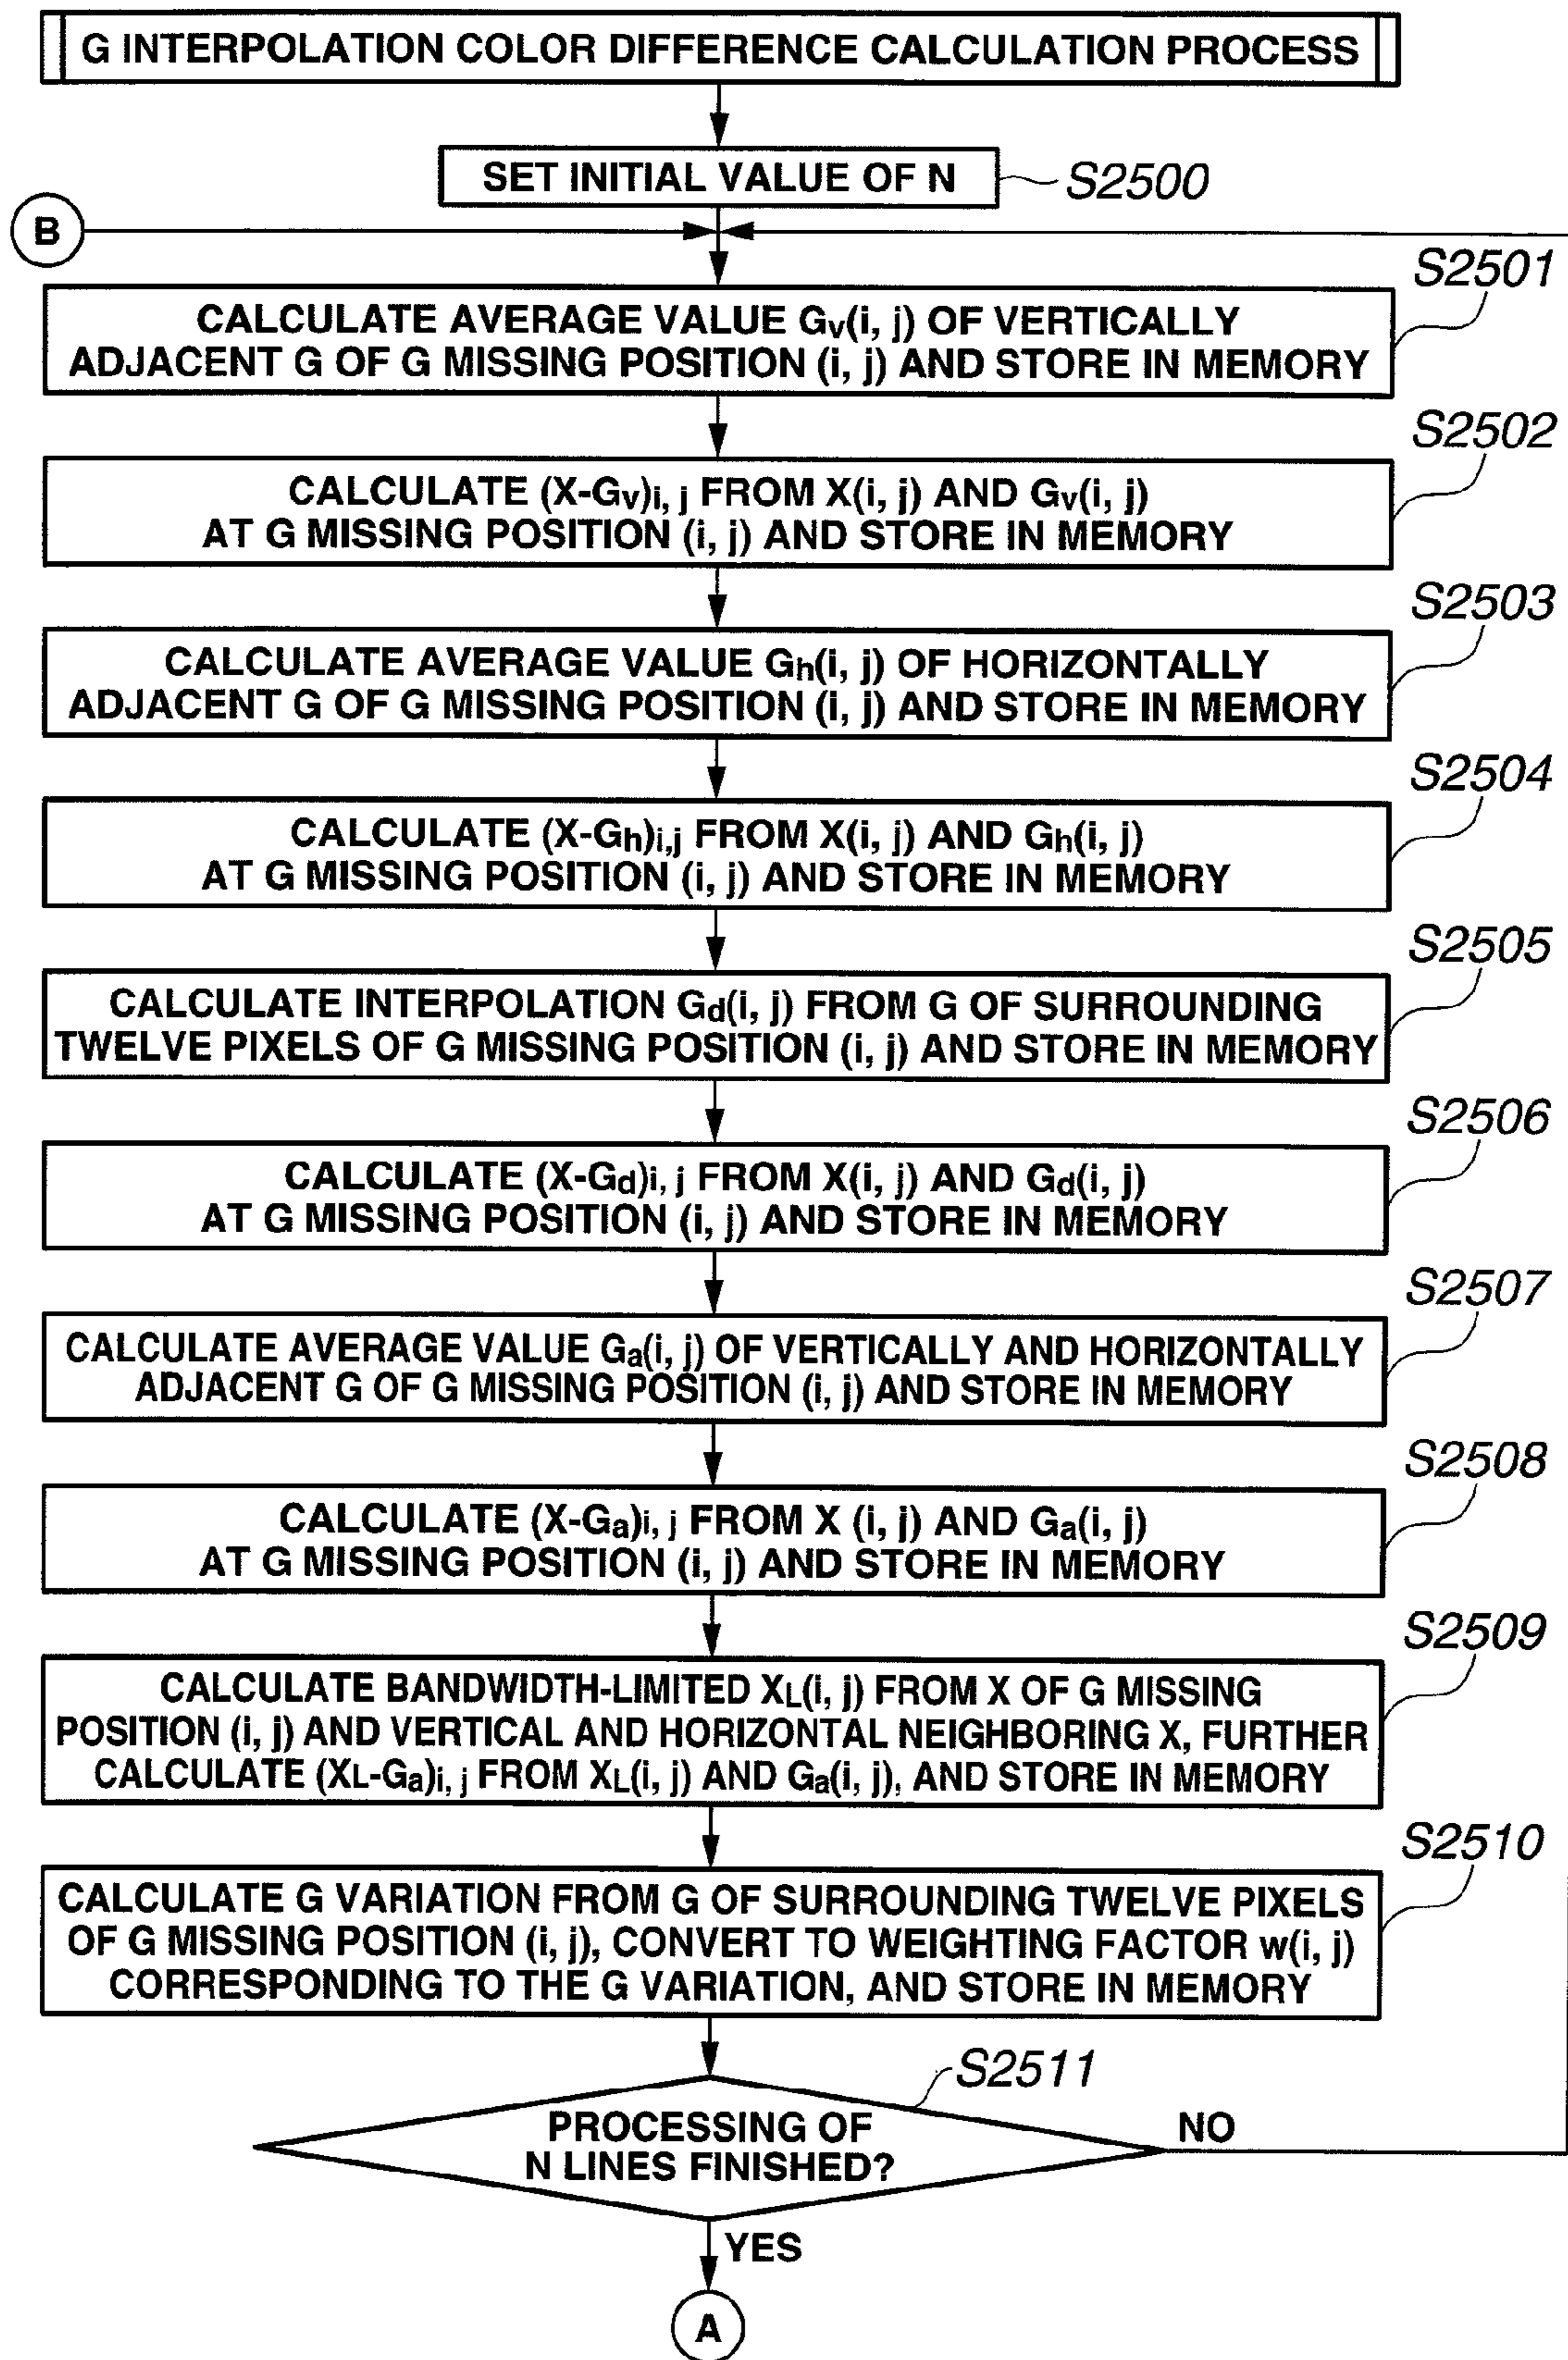 G INTERPOLATION COLOR DIFFERENCE CALCULATION PROCESS
SET INITIAL VALUE OF N
S2500
B
S2501
CALCULATE AVERAGE VALUE Gv(i, j) OF VERTICALLY
ADJACENT G OF G MISSING POSITION (i, j) AND STORE IN MEMORY
S2502
CALCULATE (X-Gv)i, j FROM X(i, j) AND Gv(i, j)
AT G MISSING POSITION (i, j) AND STORE IN MEMORY
S2503
CALCULATE AVERAGE VALUE Gh(i, j) OF HORIZONTALLY
ADJACENT G OF G MISSING POSITION (i, j) AND STORE IN MEMORY
S2504
CALCULATE (X-Gh)i,j FROM X(i, j) AND Gh(i, j)
AT G MISSING POSITION (i, j) AND STORE IN MEMORY
S2505
CALCULATE INTERPOLATION Gd(i, j) FROM G OF SURROUNDING
TWELVE PIXELS OF G MISSING POSITION (i, j) AND STORE IN MEMORY
S2506
CALCULATE (X-Gd)i, j FROM X(i, j) AND Gd(i, j)
AT G MISSING POSITION (i, j) AND STORE IN MEMORY
S2507
CALCULATE AVERAGE VALUE Ga(i, j) OF VERTICALLY AND HORIZONTALLY
ADJACENT G OF G MISSING POSITION (i, j) AND STORE IN MEMORY
S2508
CALCULATE (X-Ga)i, j FROM X (i, j) AND Ga(i, j)
AT G MISSING POSITION (i, j) AND STORE IN MEMORY
S2509
CALCULATE BANDWIDTH-LIMITED XL(i, j) FROM X OF G MISSING
POSITION (i, j) AND VERTICAL AND HORIZONTAL NEIGHBORING X, FURTHER
CALCULATE (XL-Ga)i, j FROM XL(i, j) AND Ga(i, j), AND STORE IN MEMORY
S2510
CALCULATE G VARIATION FROM G OF SURROUNDING TWELVE PIXELS
OF G MISSING POSITION (i, j), CONVERT TO WEIGHTING FACTOR w(i, j)
CORRESPONDING TO THE G VARIATION, AND STORE IN MEMORY
S2511
PROCESSING OF
N LINES FINISHED?
NO
YES
A